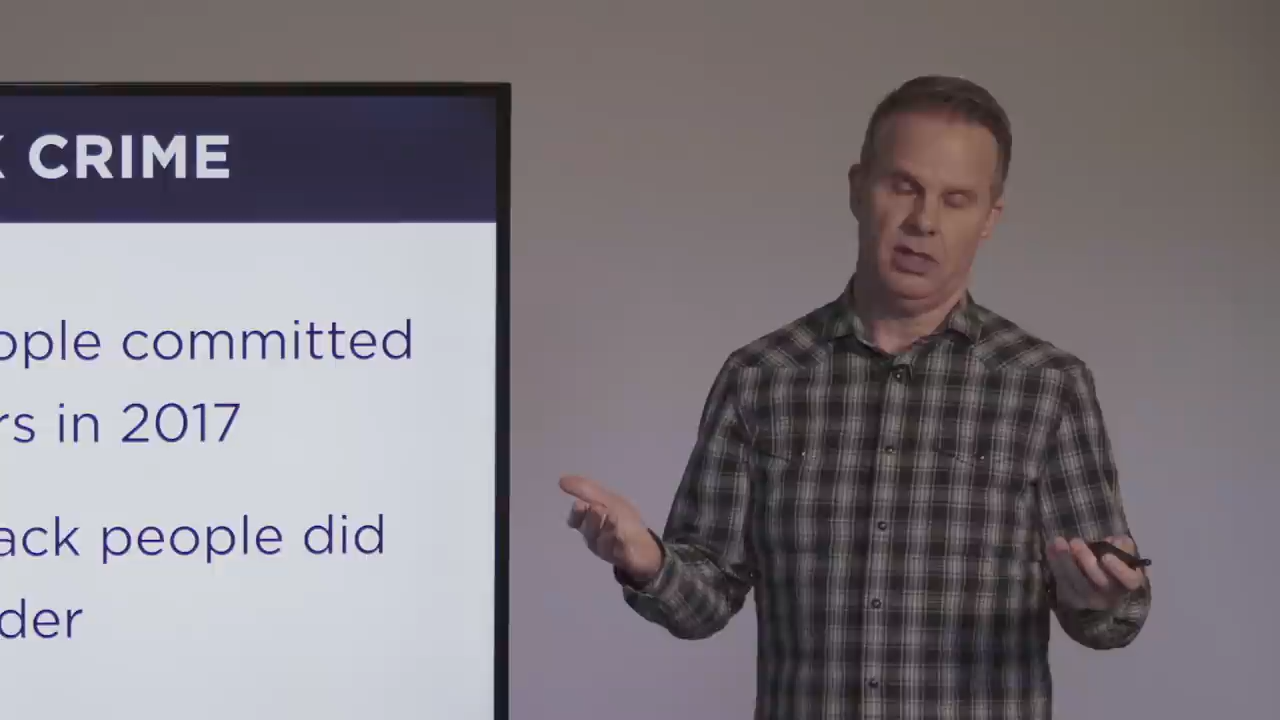 CRIME
ople committed
rs in 2017
ack people did
der